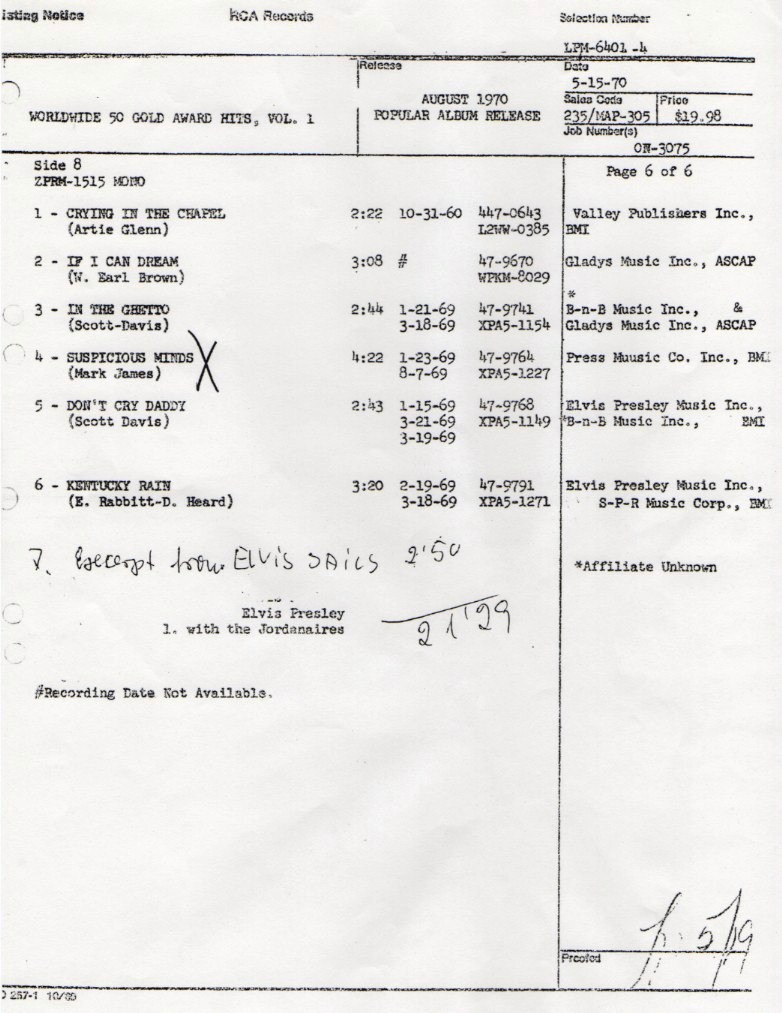 isting Notice RCA Records Selection Number
LPM-6401 -4
Release Date
5-15-70
AUGUST 1970 Sales Code Price
WORLDWIDE 50 GOLD AWARD HITS, VOL. 1 POPULAR ALBUM RELEASE 235/MAP-305 $19.98
Job Number(s)
ON-3075
Side 8 Page 6 of 6
ZPRM-1515 MONO
1 - CRYING IN THE CHAPEL 2:22 10-31-60 447-0643 Valley Publishers Inc.,
(Artie Glenn) L2WW-0385 BMI
2 - IF I CAN DREAM 3:08 # 47-9670 Gladys Music Inc., ASCAP
(W. Earl Brown) WPKM-8029
*
3 - IN THE GHETTO 2:44 1-21-69 47-9741 B-n-B Music Inc., &
(Scott-Davis) 3-18-69 XPA5-1154 Gladys Music Inc., ASCAP
4 - SUSPICIOUS MINDS X 4:22 1-23-69 47-9764 Press Muusic Co. Inc., BMI
(Mark James) 8-7-69 XPA5-1227
5 - DON'T CRY DADDY 2:43 1-15-69 47-9768 Elvis Presley Music Inc.,
(Scott Davis) 3-21-69 XPA5-1149 *B-n-B Music Inc., BMI
3-19-69
6 - KENTUCKY RAIN 3:20 2-19-69 47-9791 Elvis Presley Music Inc.,
(E. Rabbitt-D. Heard) 3-18-69 XPA5-1271 S-P-R Music Corp., BMI
7. Excerpt from ELVIS SAILS 2'50
*Affiliate Unknown
Elvis Presley
1. with the Jordanaires 21'29
#Recording Date Not Available.
5/19
Proofed
D 257-1 10/69